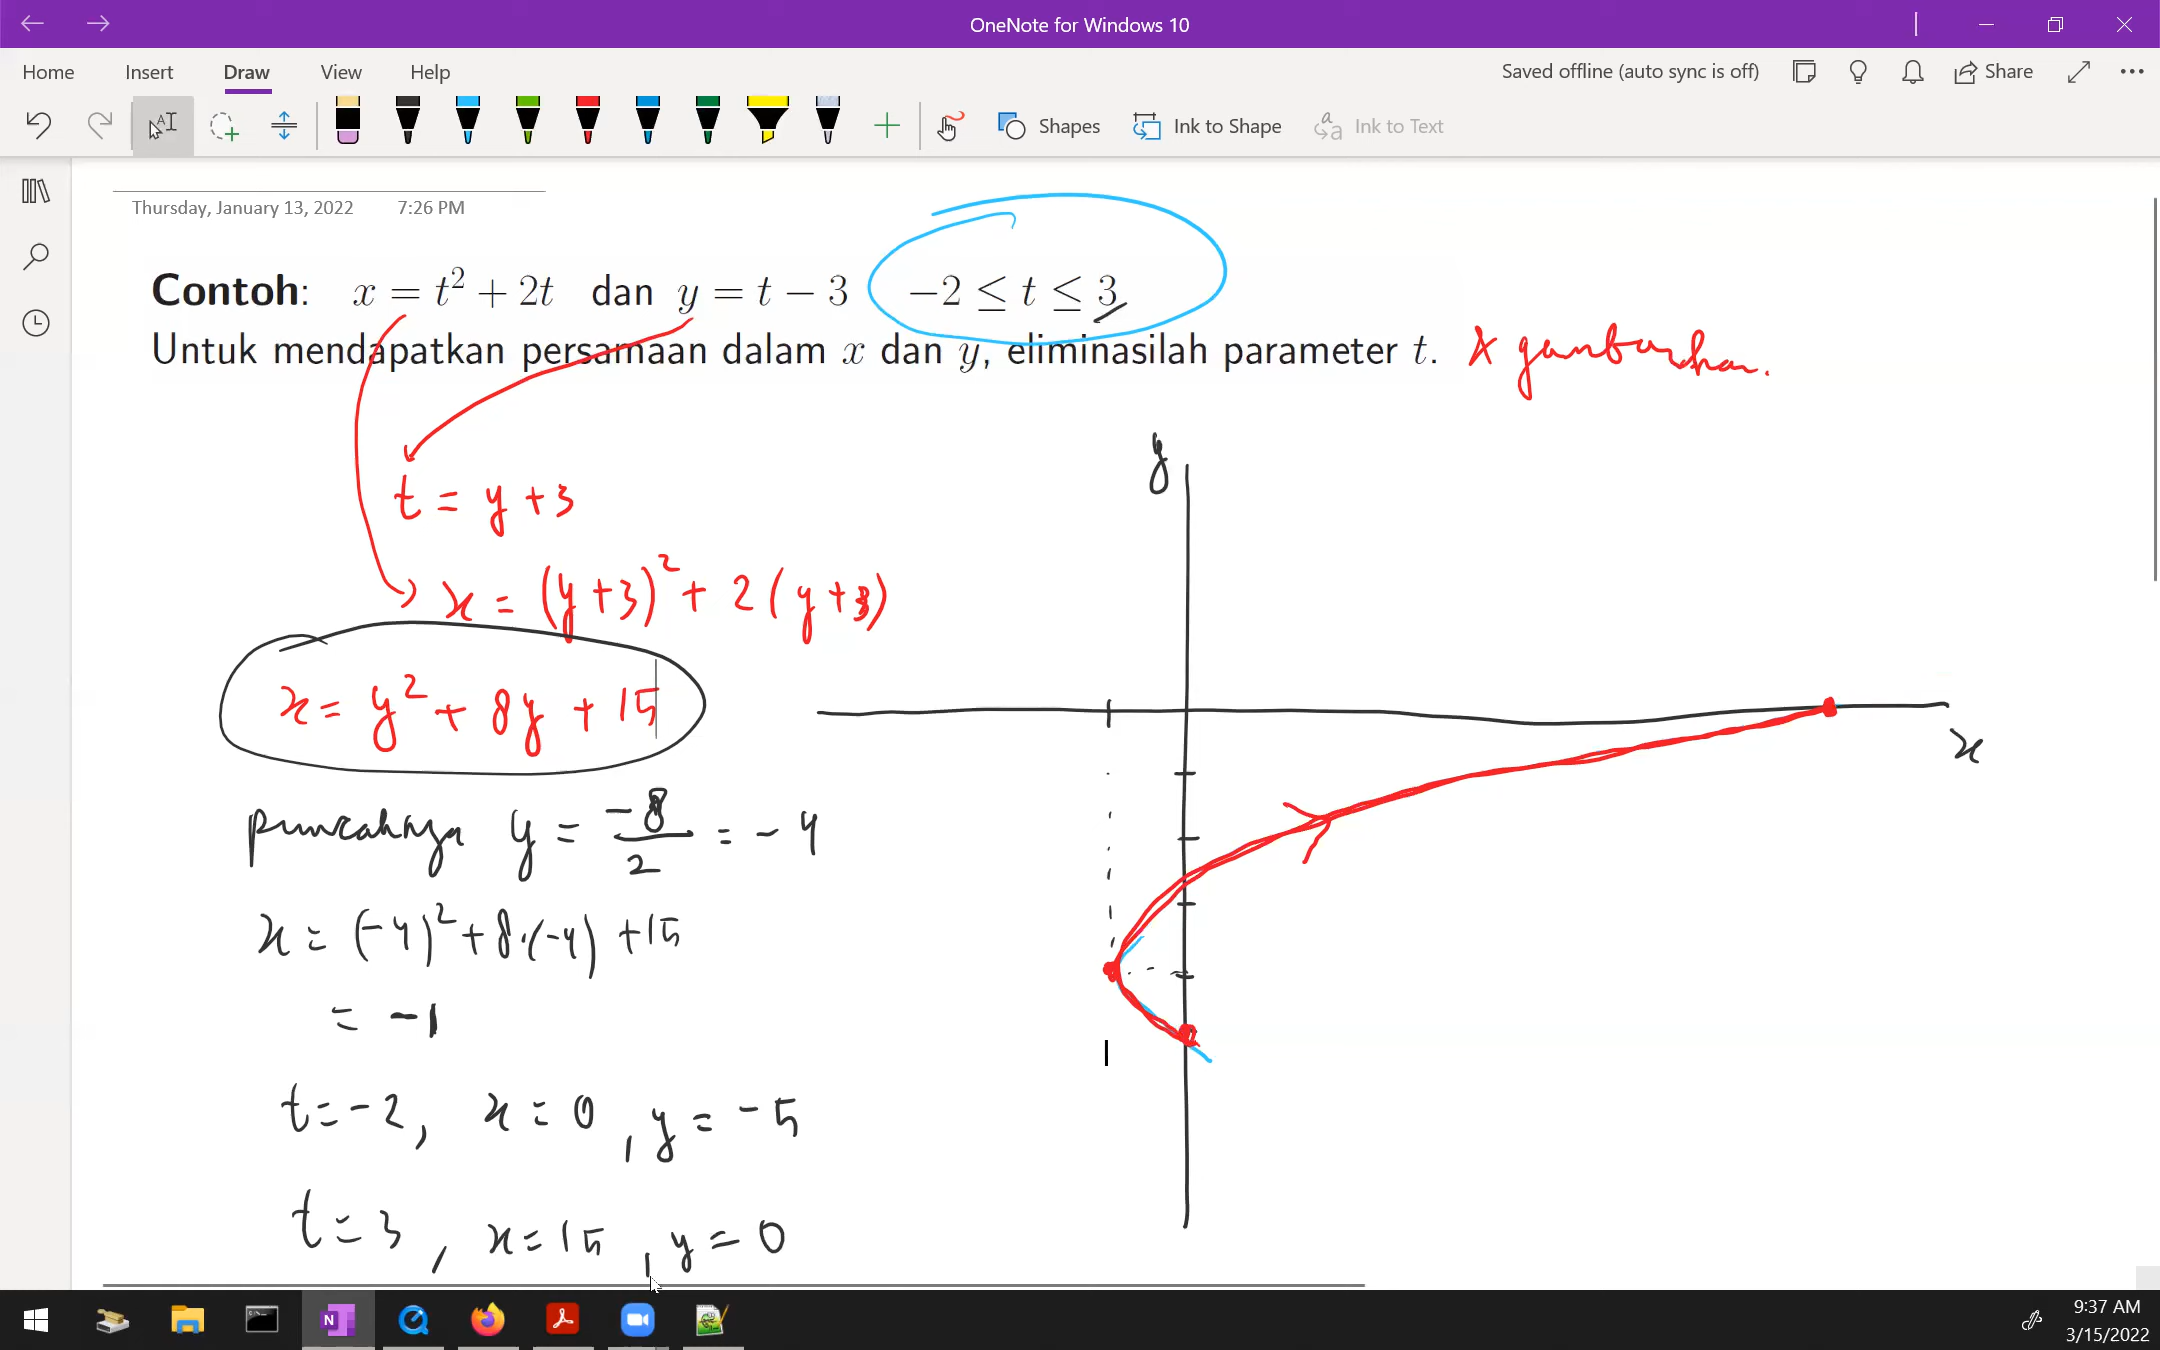 OneNote for Windows 10
Home Insert Draw View Help
Saved offline (auto sync is off) Share
Shapes Ink to Shape Ink to Text
Thursday, January 13, 2022 7:26 PM
Contoh: x = t² + 2t dan y = t − 3 −2 ≤ t ≤ 3
Untuk mendapatkan persamaan dalam x dan y, eliminasilah parameter t.
gambarkan.
t = y + 3
x = (y + 3)² + 2 (y + 3)
x = y² + 8y + 15
puncaknya y = −8/2 = −4
x = (−4)² + 8·(−4) + 15
= −1
t = −2, x = 0, y = −5
t = 3, x = 15, y = 0
y
x
9:37 AM
3/15/2022